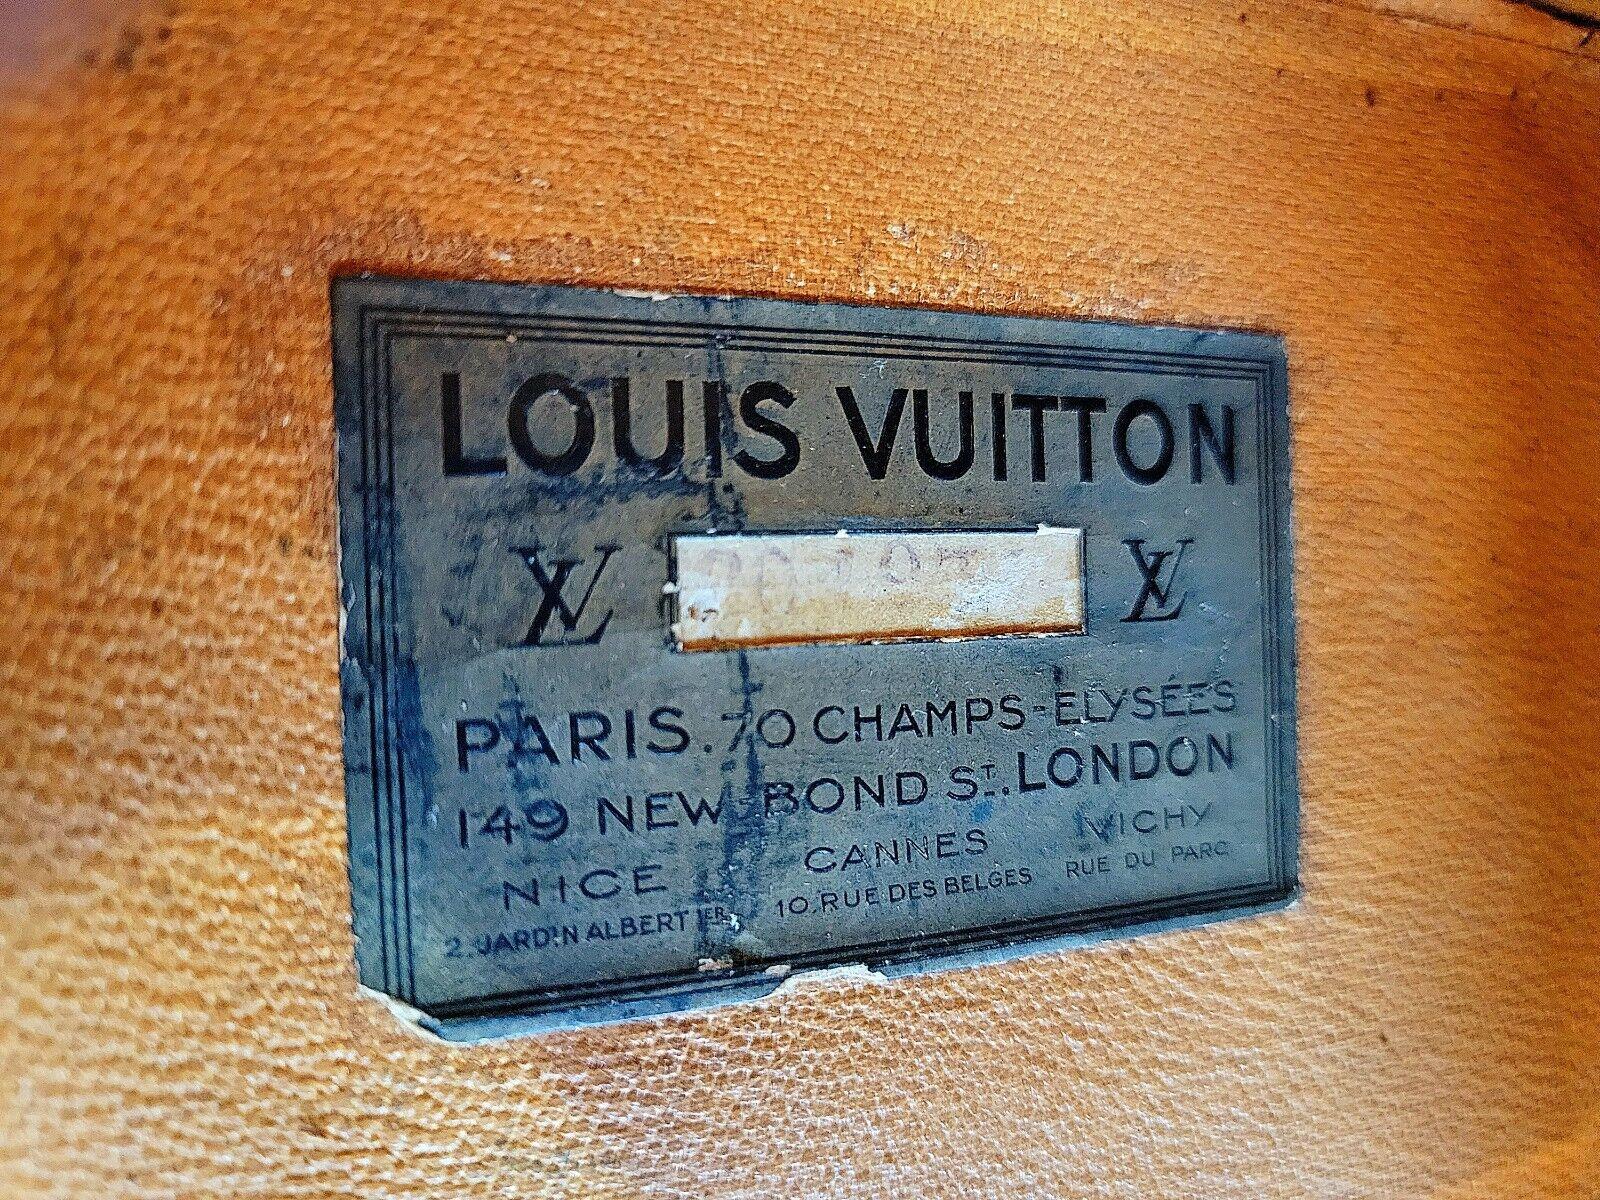 LOUIS VUITTON
LV LV
PARIS. 70 CHAMPS-ELYSÉES
149 NEW BOND ST. LONDON
NICE CANNES VICHY
2. JARDIN ALBERT 1ER 10. RUE DES BELGES RUE DU PARC